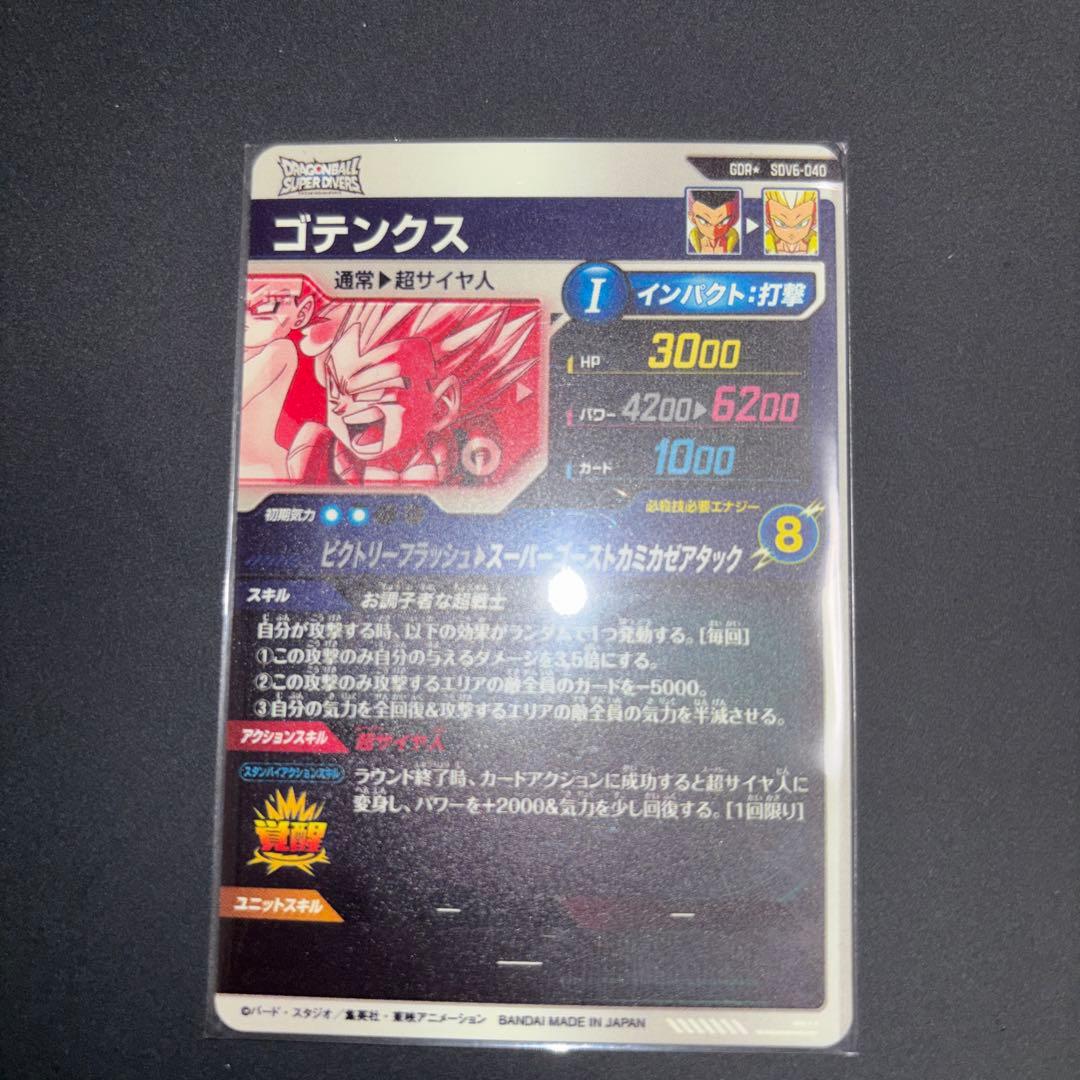 DRAGONBALL
SUPER DIVERS
GDR★ SDV6-040
ゴテンクス
通常▶超サイヤ人
I インパクト:打撃
HP 3000
パワー 4200▶6200
ガード 1000
初期気力
必殺技必要エナジー
8
ビクトリーフラッシュ▶スーパーゴーストカミカゼアタック
スキル お調子者な超戦士
自分が攻撃する時、以下の効果がランダムで1つ発動する。[毎回]
①この攻撃のみ自分の与えるダメージを3.5倍にする。
②この攻撃のみ攻撃するエリアの敵全員のガードを-5000。
③自分の気力を全回復&攻撃するエリアの敵全員の気力を半減させる。
アクションスキル 超サイヤ人
スタンバイアクションスキル
覚醒
ラウンド終了時、カードアクションに成功すると超サイヤ人に
変身し、パワーを+2000&気力を少し回復する。[1回限り]
ユニットスキル
— —
—
©バード・スタジオ/集英社・東映アニメーション BANDAI MADE IN JAPAN